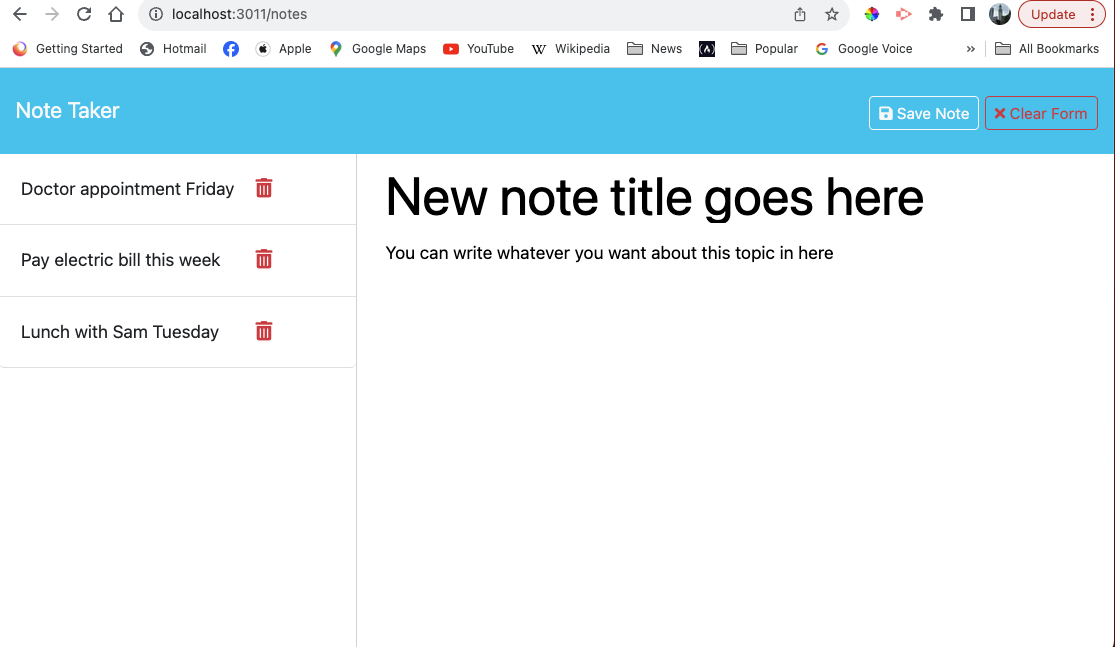 localhost:3011/notes
Update
Getting Started Hotmail Apple Google Maps YouTube W Wikipedia News (A) Popular G Google Voice » All Bookmarks
Note Taker
Save Note Clear Form
Doctor appointment Friday
Pay electric bill this week
Lunch with Sam Tuesday
New note title goes here
You can write whatever you want about this topic in here